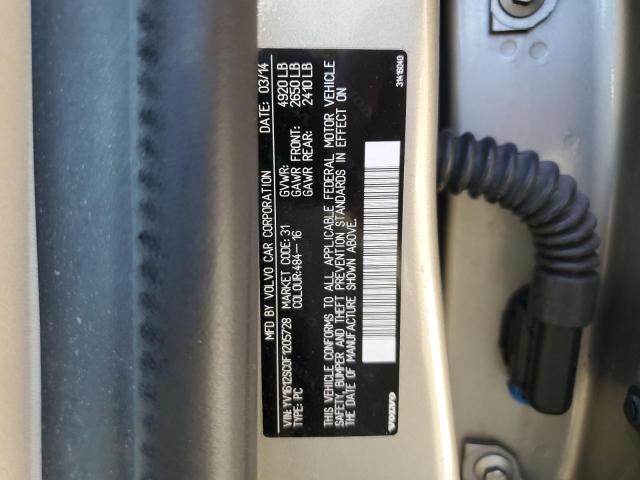 MFD BY VOLVO CAR CORPORATION DATE: 03/14
VIN: YV1612SC0F1205728 MARKET CODE: 31 GVWR: 4920 LB
TYPE: PC COLOUR:484-16 GAWR FRONT: 2650 LB
GAWR REAR: 2410 LB
THIS VEHICLE CONFORMS TO ALL APPLICABLE FEDERAL MOTOR VEHICLE
SAFETY, BUMPER AND THEFT PREVENTION STANDARDS IN EFFECT ON
THE DATE OF MANUFACTURE SHOWN ABOVE.
VOLVO 31416040